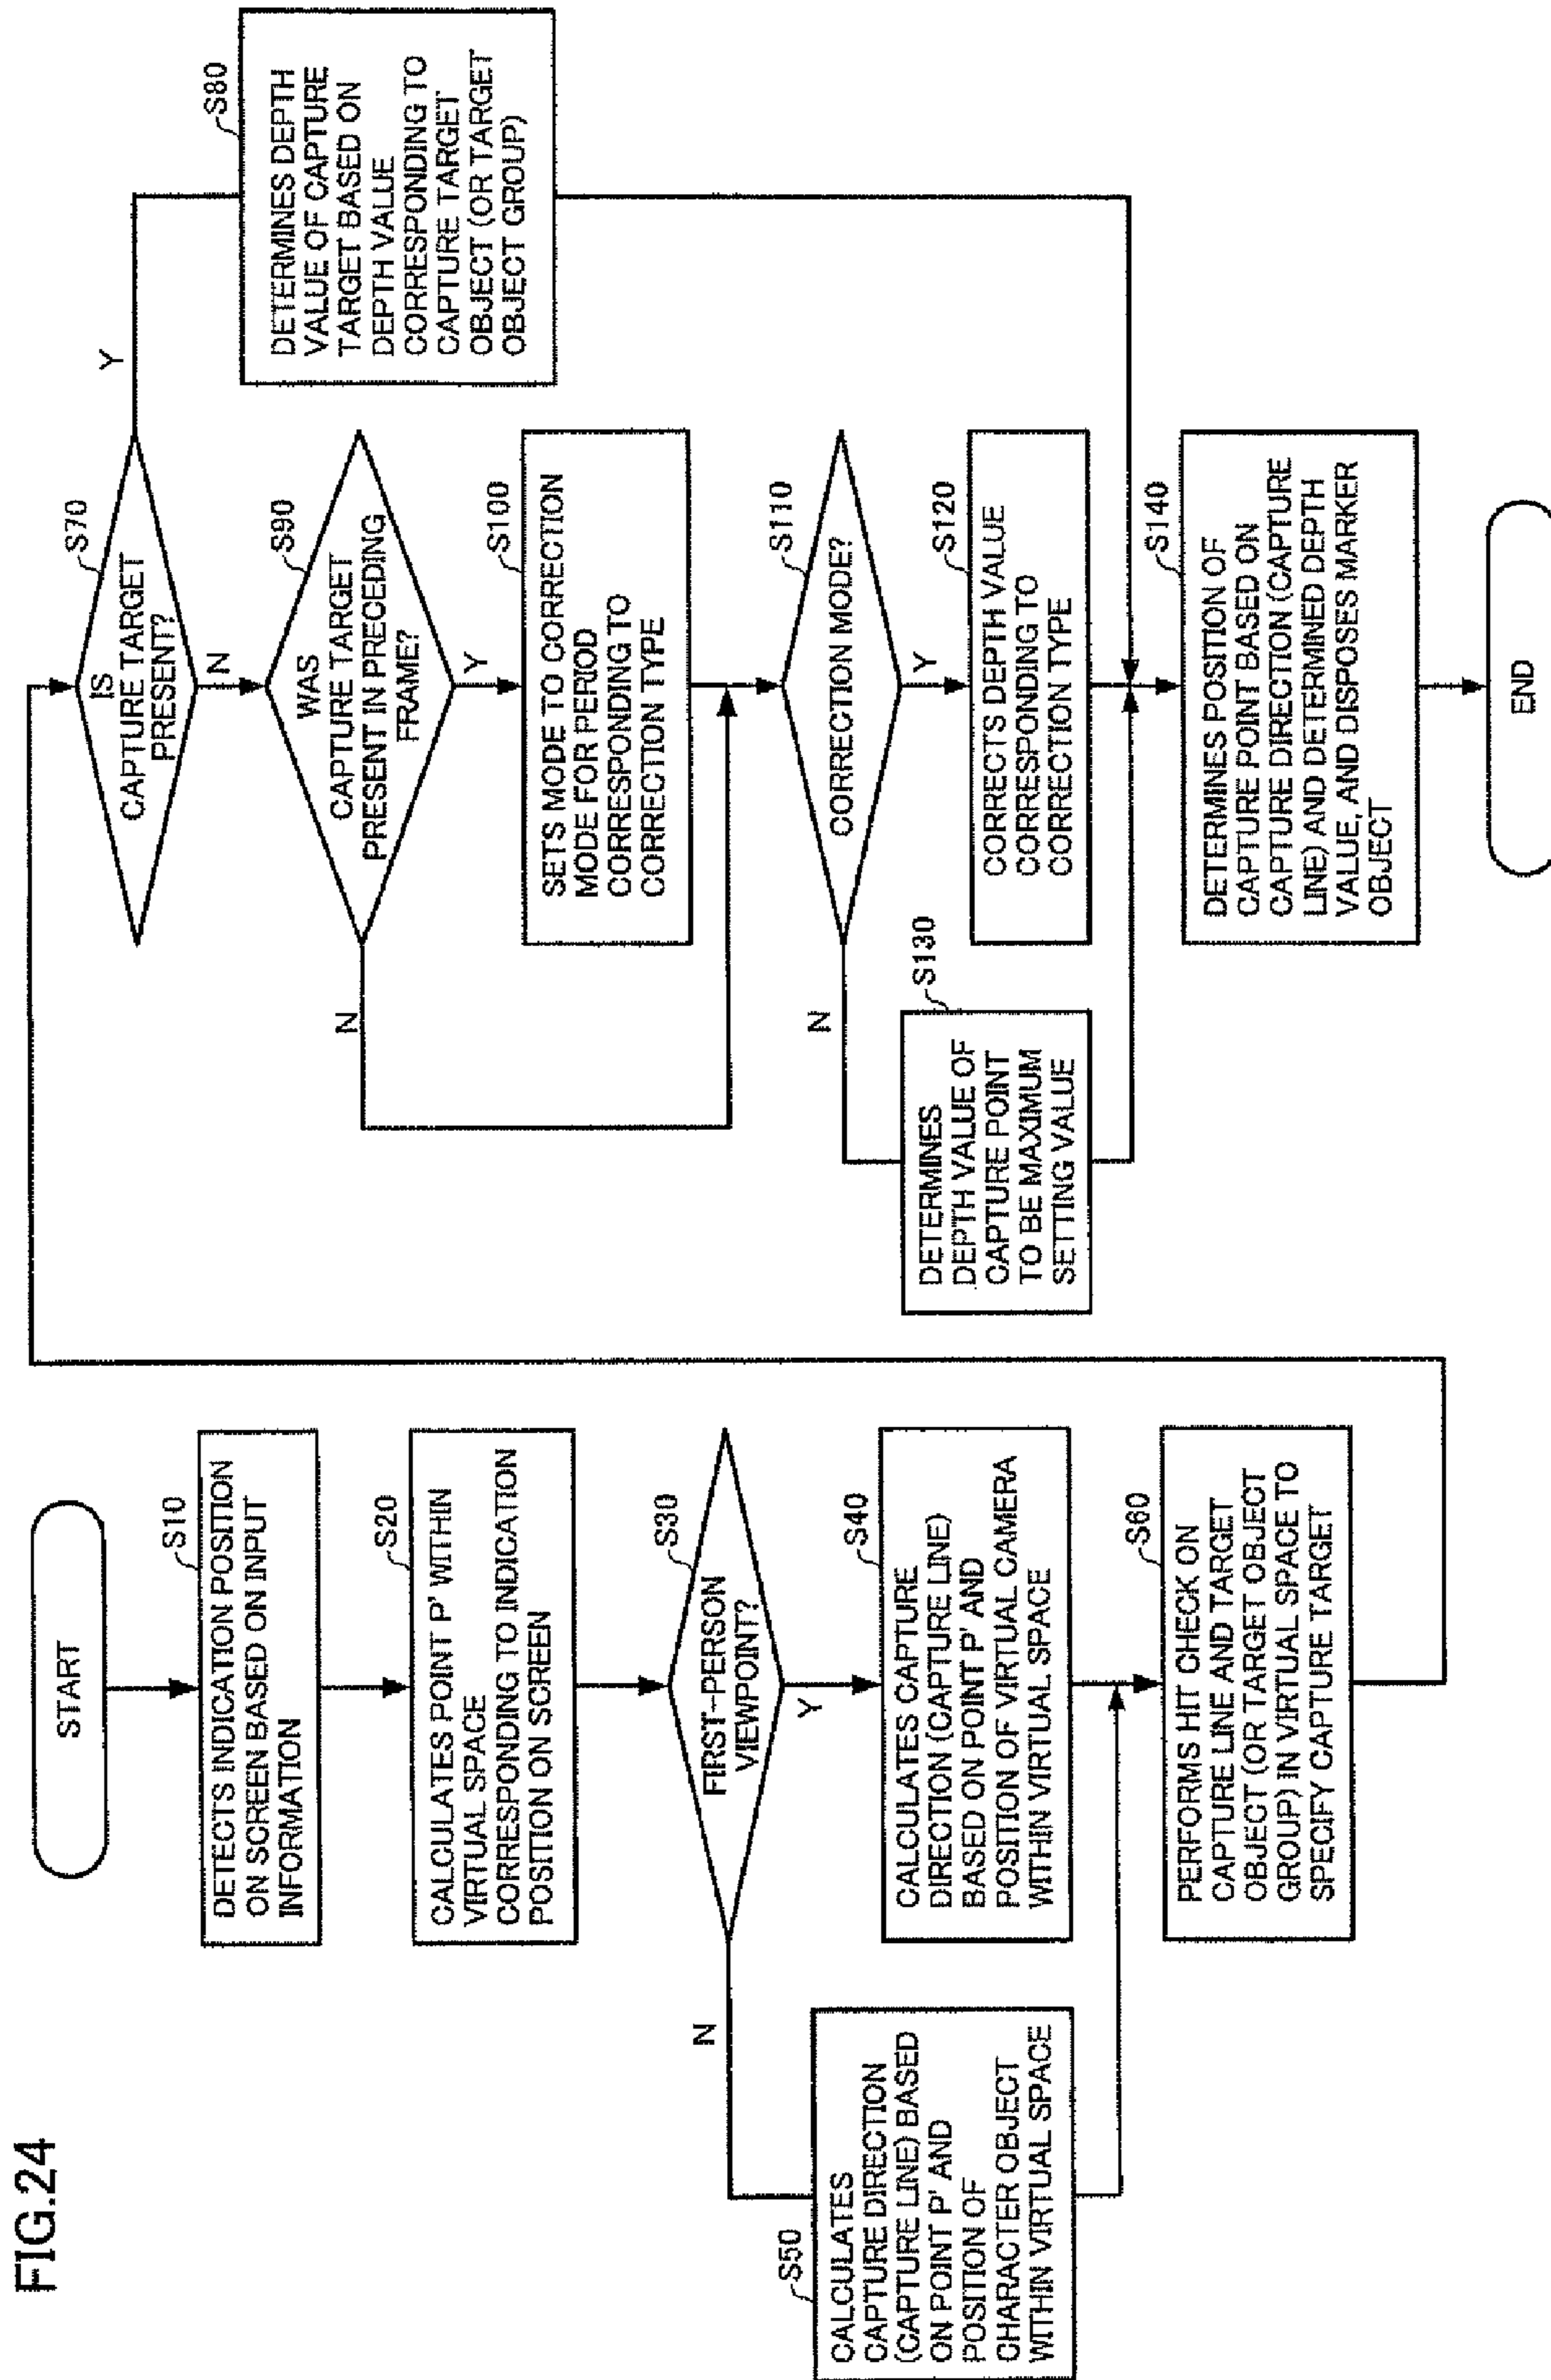 FIG.24
START
S10
DETECTS INDICATION POSITION
ON SCREEN BASED ON INPUT
INFORMATION
S20
CALCULATES POINT P' WITHIN
VIRTUAL SPACE
CORRESPONDING TO INDICATION
POSITION ON SCREEN
S30
FIRST-PERSON
VIEWPOINT?
N
Y
S40
CALCULATES CAPTURE
DIRECTION (CAPTURE LINE)
BASED ON POINT P' AND
POSITION OF VIRTUAL CAMERA
WITHIN VIRTUAL SPACE
S50
CALCULATES
CAPTURE DIRECTION
(CAPTURE LINE) BASED
ON POINT P' AND
POSITION OF
CHARACTER OBJECT
WITHIN VIRTUAL SPACE
S60
PERFORMS HIT CHECK ON
CAPTURE LINE AND TARGET
OBJECT (OR TARGET OBJECT
GROUP) IN VIRTUAL SPACE TO
SPECIFY CAPTURE TARGET
S70
IS
CAPTURE TARGET
PRESENT?
Y
N
S80
DETERMINES DEPTH
VALUE OF CAPTURE
TARGET BASED ON
DEPTH VALUE
CORRESPONDING TO
CAPTURE TARGET
OBJECT (OR TARGET
OBJECT GROUP)
S90
WAS
CAPTURE TARGET
PRESENT IN PRECEDING
FRAME?
N
Y
S100
SETS MODE TO CORRECTION
MODE FOR PERIOD
CORRESPONDING TO
CORRECTION TYPE
S110
CORRECTION MODE?
N
Y
S120
CORRECTS DEPTH VALUE
CORRESPONDING TO
CORRECTION TYPE
S130
DETERMINES
DEPTH VALUE OF
CAPTURE POINT
TO BE MAXIMUM
SETTING VALUE
S140
DETERMINES POSITION OF
CAPTURE POINT BASED ON
CAPTURE DIRECTION (CAPTURE
LINE) AND DETERMINED DEPTH
VALUE, AND DISPOSES MARKER
OBJECT
END